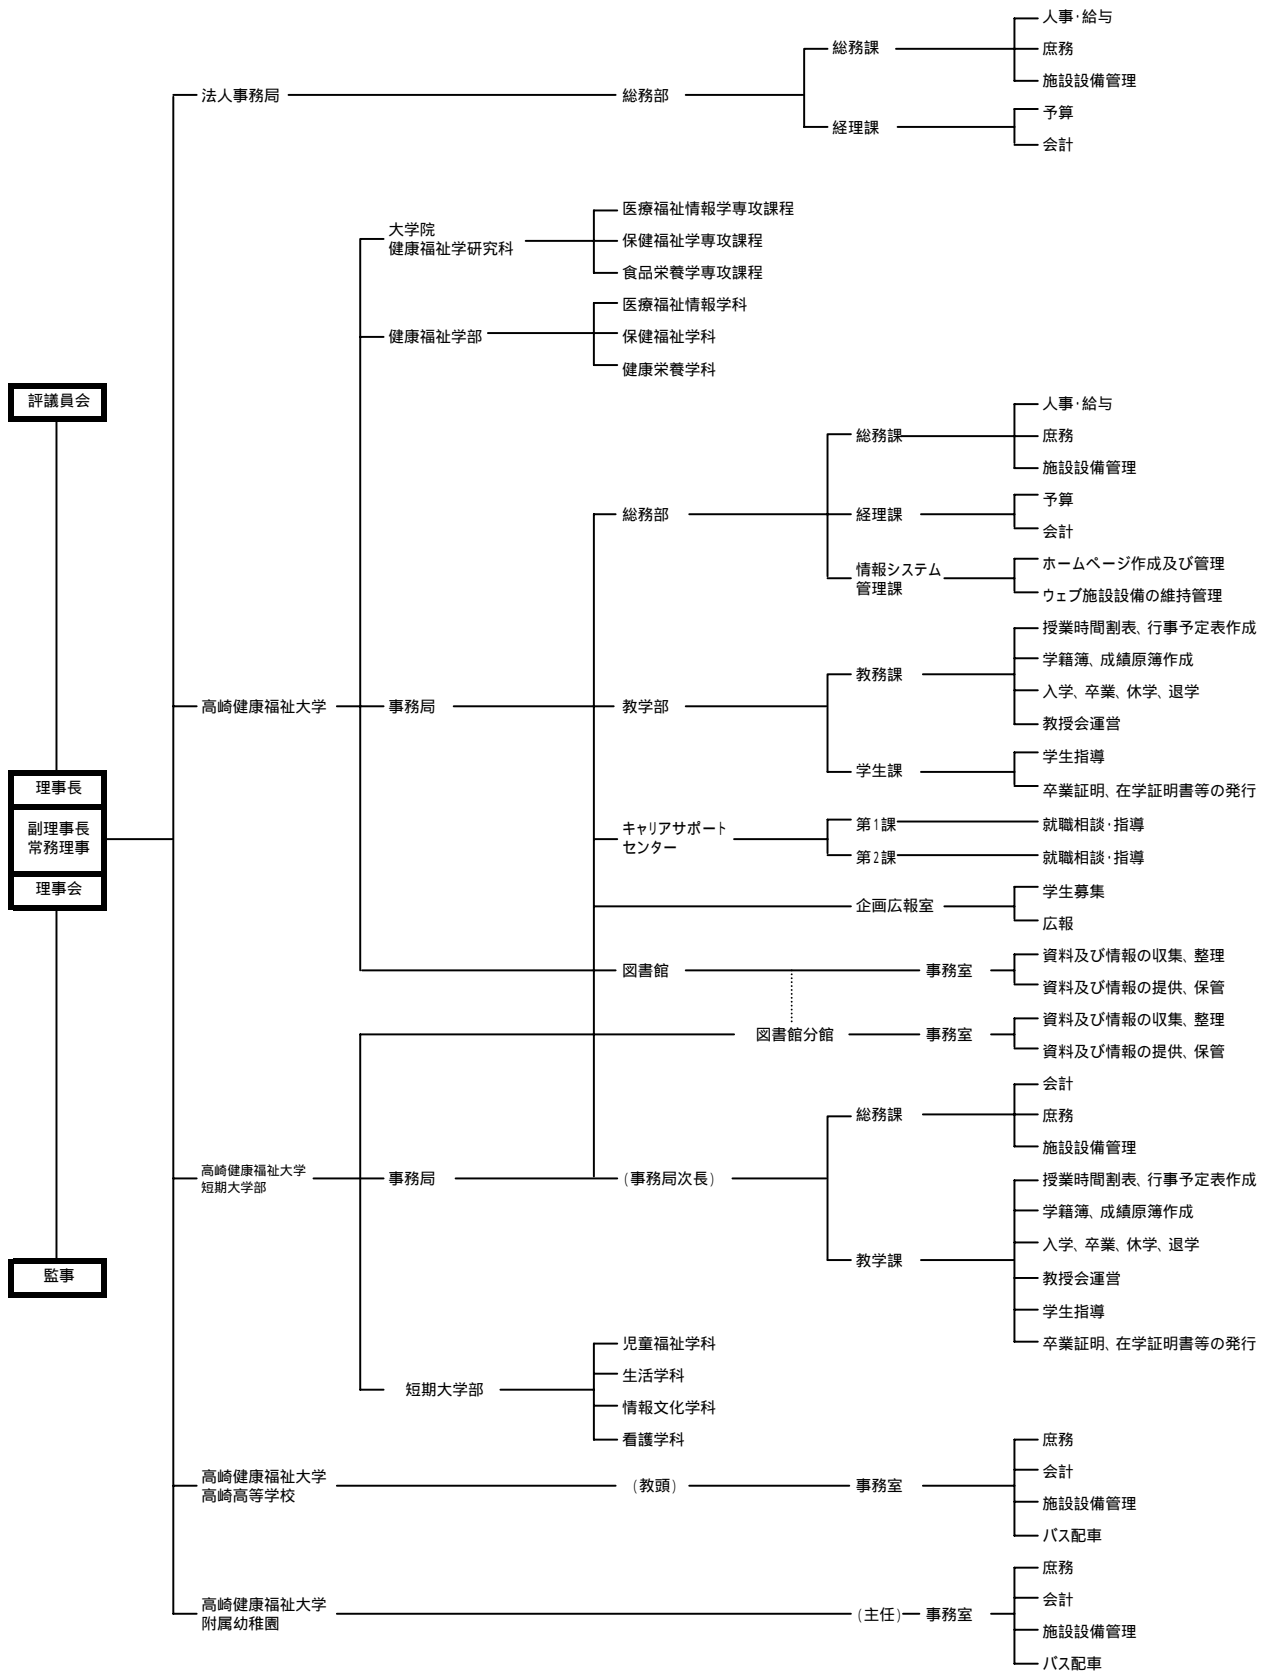 人事・給与
総務課
庶務
施設設備管理
法人事務局
総務部
予算
経理課
会計
医療福祉情報学専攻課程
大学院
健康福祉学研究科
保健福祉学専攻課程
食品栄養学専攻課程
医療福祉情報学科
健康福祉学部
保健福祉学科
健康栄養学科
評議員会
人事・給与
総務課
庶務
施設設備管理
総務部
経理課
予算
会計
情報システム
管理課
ホームページ作成及び管理
ウェブ施設設備の維持管理
授業時間割表、行事予定表作成
教務課
学籍簿、成績原簿作成
入学、卒業、休学、退学
教授会運営
高崎健康福祉大学
事務局
教学部
学生課
学生指導
卒業証明、在学証明書等の発行
理事長
副理事長
常務理事
理事会
キャリアサポート
センター
第1課
就職相談・指導
第2課
就職相談・指導
企画広報室
学生募集
広報
図書館
事務室
資料及び情報の収集、整理
資料及び情報の提供、保管
図書館分館
事務室
資料及び情報の収集、整理
資料及び情報の提供、保管
総務課
会計
庶務
施設設備管理
高崎健康福祉大学
短期大学部
事務局
(事務局次長)
教学課
授業時間割表、行事予定表作成
学籍簿、成績原簿作成
入学、卒業、休学、退学
教授会運営
学生指導
卒業証明、在学証明書等の発行
監事
短期大学部
児童福祉学科
生活学科
情報文化学科
看護学科
高崎健康福祉大学
高崎高等学校
(教頭)
事務室
庶務
会計
施設設備管理
バス配車
高崎健康福祉大学
附属幼稚園
(主任)
事務室
庶務
会計
施設設備管理
バス配車